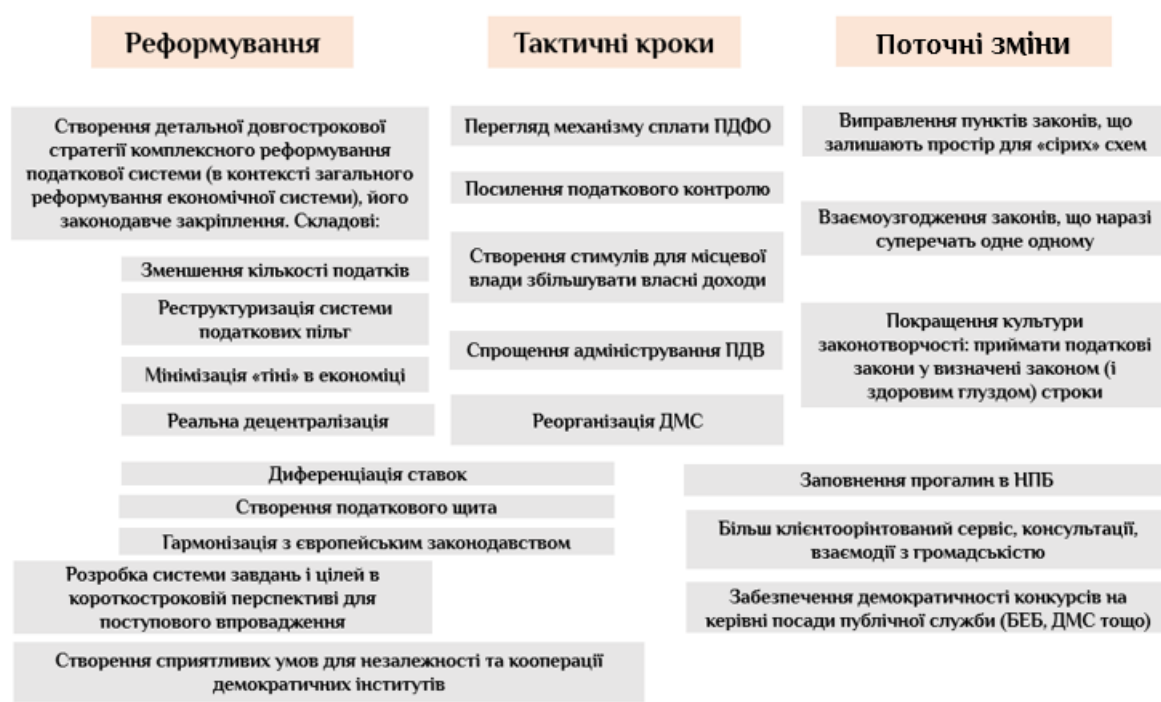 Реформування
Створення детальної довгострокової
стратегії комплексного реформування
податкової системи (в контексті загального
реформування економічної системи), його
законодавче закріплення. Складові:
Зменшення кількості податків
Реструктуризація системи
податкових пільг
Мінімізація «тіні» в економіці
Реальна децентралізація
Диференціація ставок
Створення податкового щита
Гармонізація з європейським законодавством
Розробка системи завдань і цілей в
короткостроковій перспективі для
поступового впровадження
Створення сприятливих умов для незалежності та кооперації
демократичних інститутів
Тактичні кроки
Перегляд механізму сплати ПДФО
Посилення податкового контролю
Створення стимулів для місцевої
влади збільшувати власні доходи
Спрощення адміністрування ПДВ
Реорганізація ДМС
Поточні зміни
Виправлення пунктів законів, що
залишають простір для «сірих» схем
Взаємоузгодження законів, що наразі
суперечать одне одному
Покращення культури
законотворчості: приймати податкові
закони у визначені законом (і
здоровим глуздом) строки
Заповнення прогалин в НПБ
Більш клієнтоорінтований сервіс, консультації,
взаємодії з громадськістю
Забезпечення демократичності конкурсів на
керівні посади публічної служби (БЕБ, ДМС тощо)